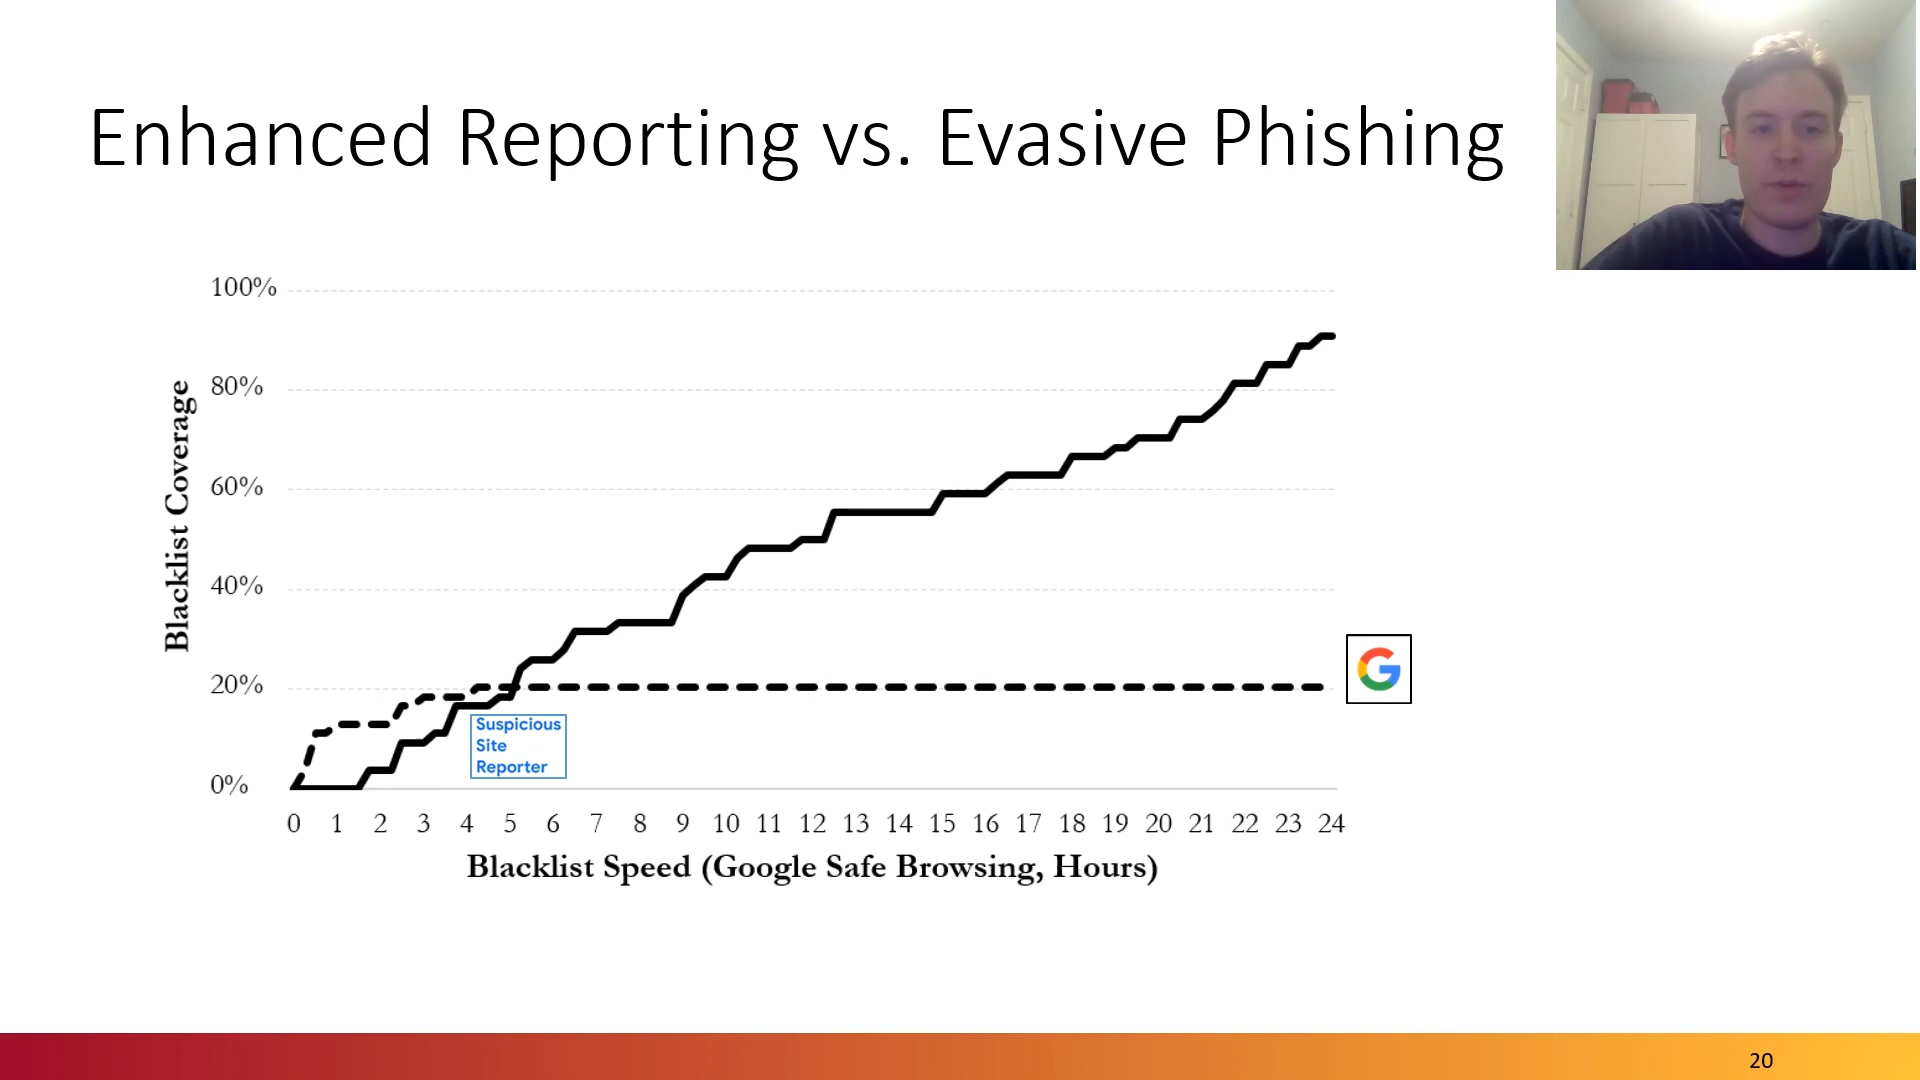 Enhanced Reporting vs. Evasive Phishing
100%
80%
60%
40%
20%
0%
Blacklist Coverage
Suspicious
Site
Reporter
G
0 1 2 3 4 5 6 7 8 9 10 11 12 13 14 15 16 17 18 19 20 21 22 23 24
Blacklist Speed (Google Safe Browsing, Hours)
20